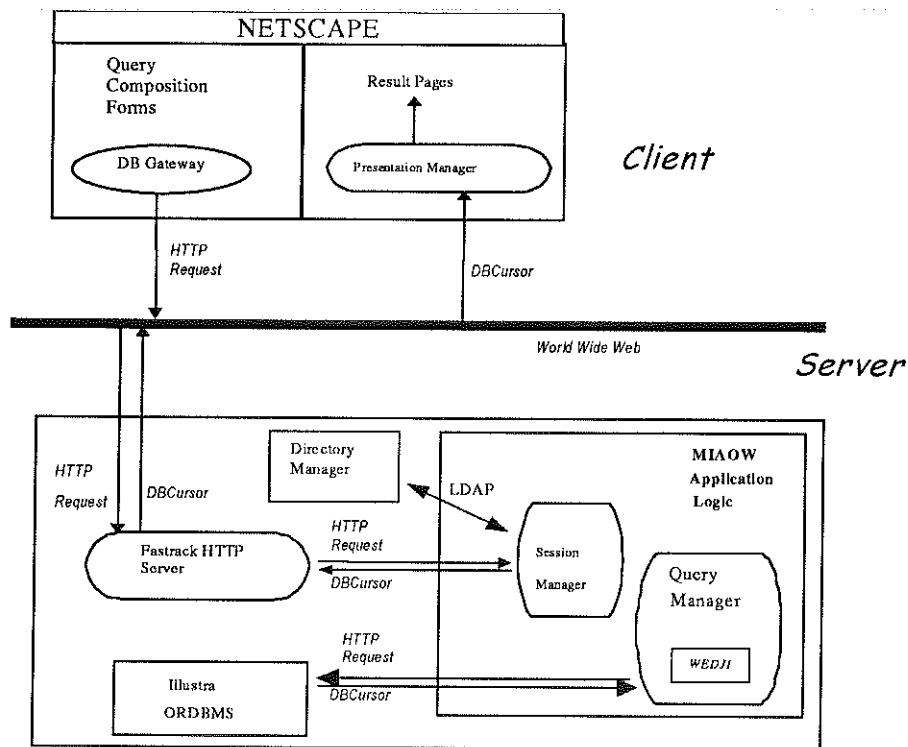 NETSCAPE
Query
Composition
Forms
DB Gateway
Result Pages
Presentation Manager
Client
HTTP
Request
DBCursor
World Wide Web
Server
HTTP
Request
DBCursor
Directory
Manager
LDAP
MIAOW
Application
Logic
Fastrack HTTP
Server
HTTP
Request
DBCursor
Session
Manager
Query
Manager
WEDJI
HTTP
Request
DBCursor
Illustra
ORDBMS